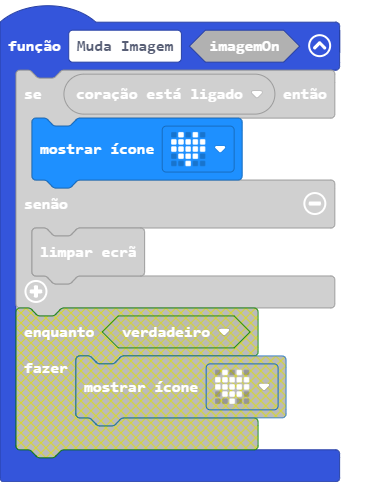 função Muda Imagem imagemOn
se coração está ligado então
mostrar ícone
senão
limpar ecrã
enquanto verdadeiro
fazer
mostrar ícone